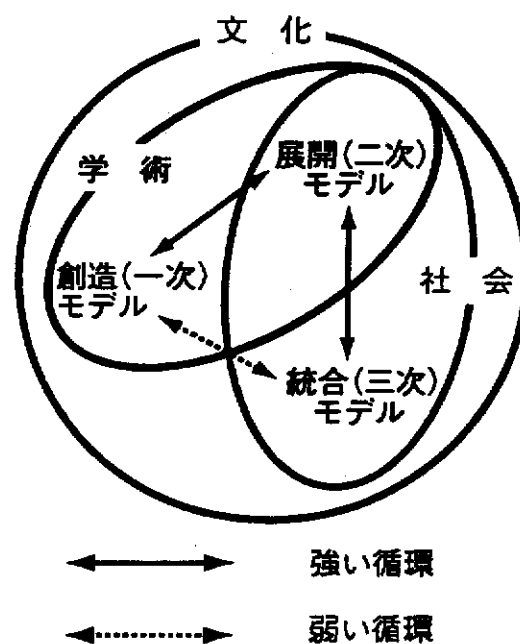 文 化
学 術
展開(二次)
モデル
創造(一次)
モデル
社 会
統合(三次)
モデル
強い循環
弱い循環